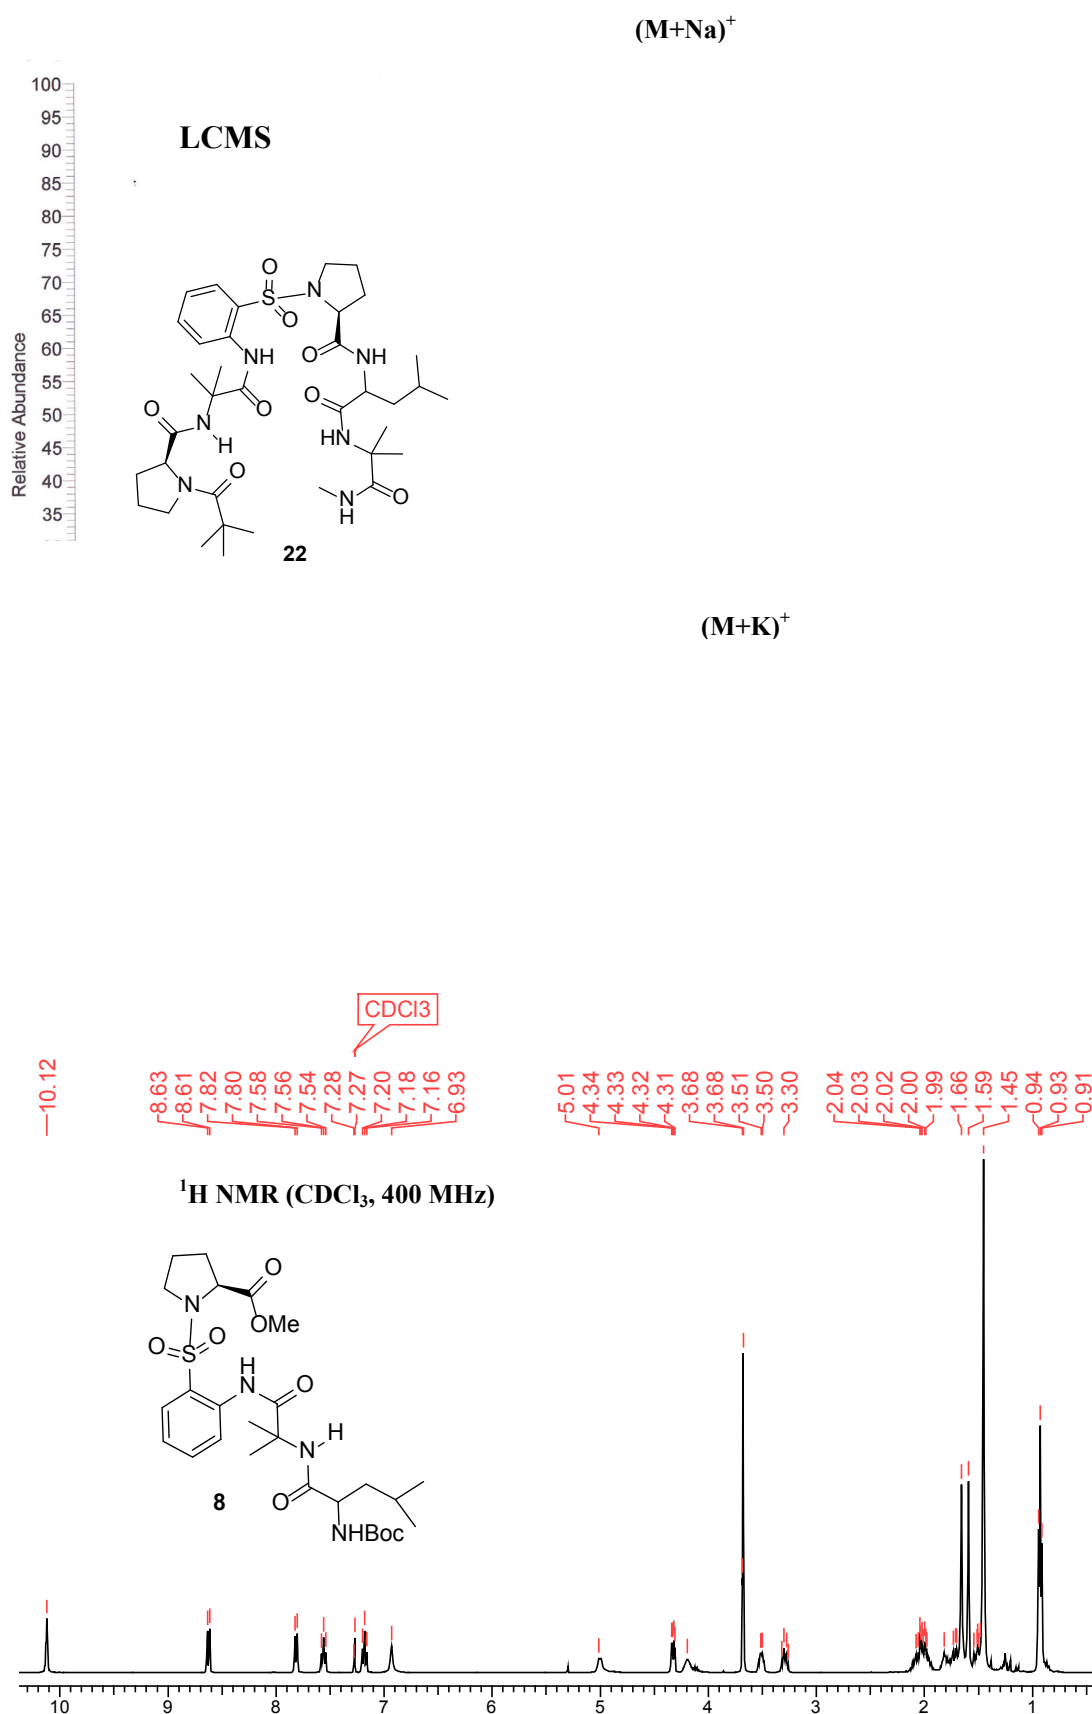 (M+Na)+
100
95
90
LCMS
85
80
75
70
65
60
55
50
45
40
35
Relative Abundance
O
S
O
N
NH
O
NH
O
O
N
H
O
O
NH
N
O
NH
O
22
(M+K)+
CDCl3
10.12
8.63
8.61
7.82
7.80
7.58
7.56
7.54
7.28
7.27
7.20
7.18
7.16
6.93
5.01
4.34
4.33
4.32
4.31
3.68
3.68
3.51
3.50
3.30
2.04
2.03
2.02
2.00
1.99
1.66
1.59
1.45
0.94
0.93
0.91
1H NMR (CDCl3, 400 MHz)
O
N
OMe
O
O
S
H
N
O
H
N
O
8
NHBoc
10 9 8 7 6 5 4 3 2 1